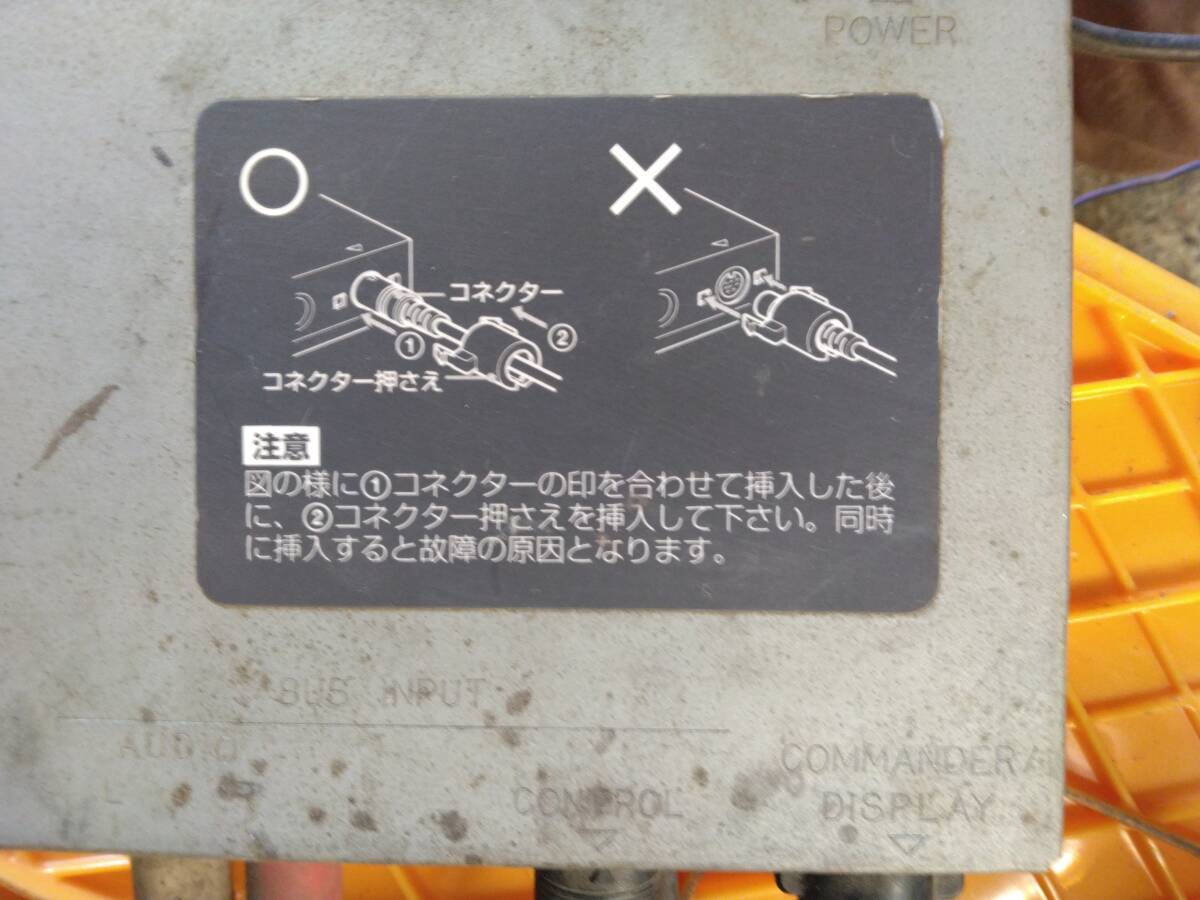 POWER
○
×
コネクター
①
②
コネクター押さえ
注意
図の様に①コネクターの印を合わせて挿入した後
に、②コネクター押さえを挿入して下さい。同時
に挿入すると故障の原因となります。
BUS INPUT
AUDIO
CONTROL
COMMANDER/
DISPLAY